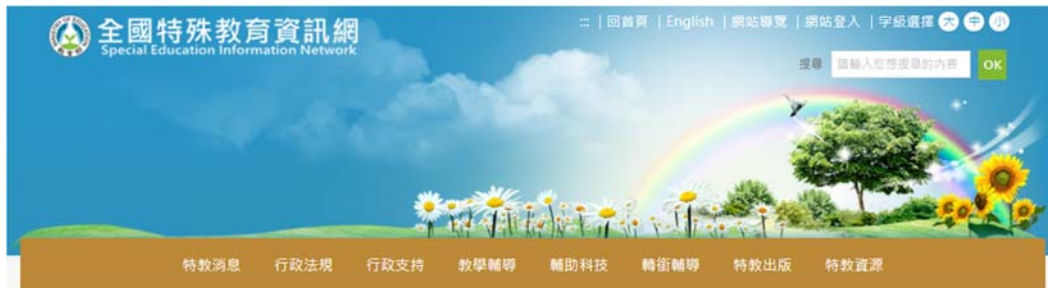 全國特殊教育資訊網
Special Education Information Network
::: | 回首頁 | English | 網站導覽 | 網站登入 | 字級選擇 大 中 小
搜尋 請輸入您想搜尋的內容 OK
特教消息 行政法規 行政支持 教學輔導 輔助科技 轉銜輔導 特教出版 特教資源